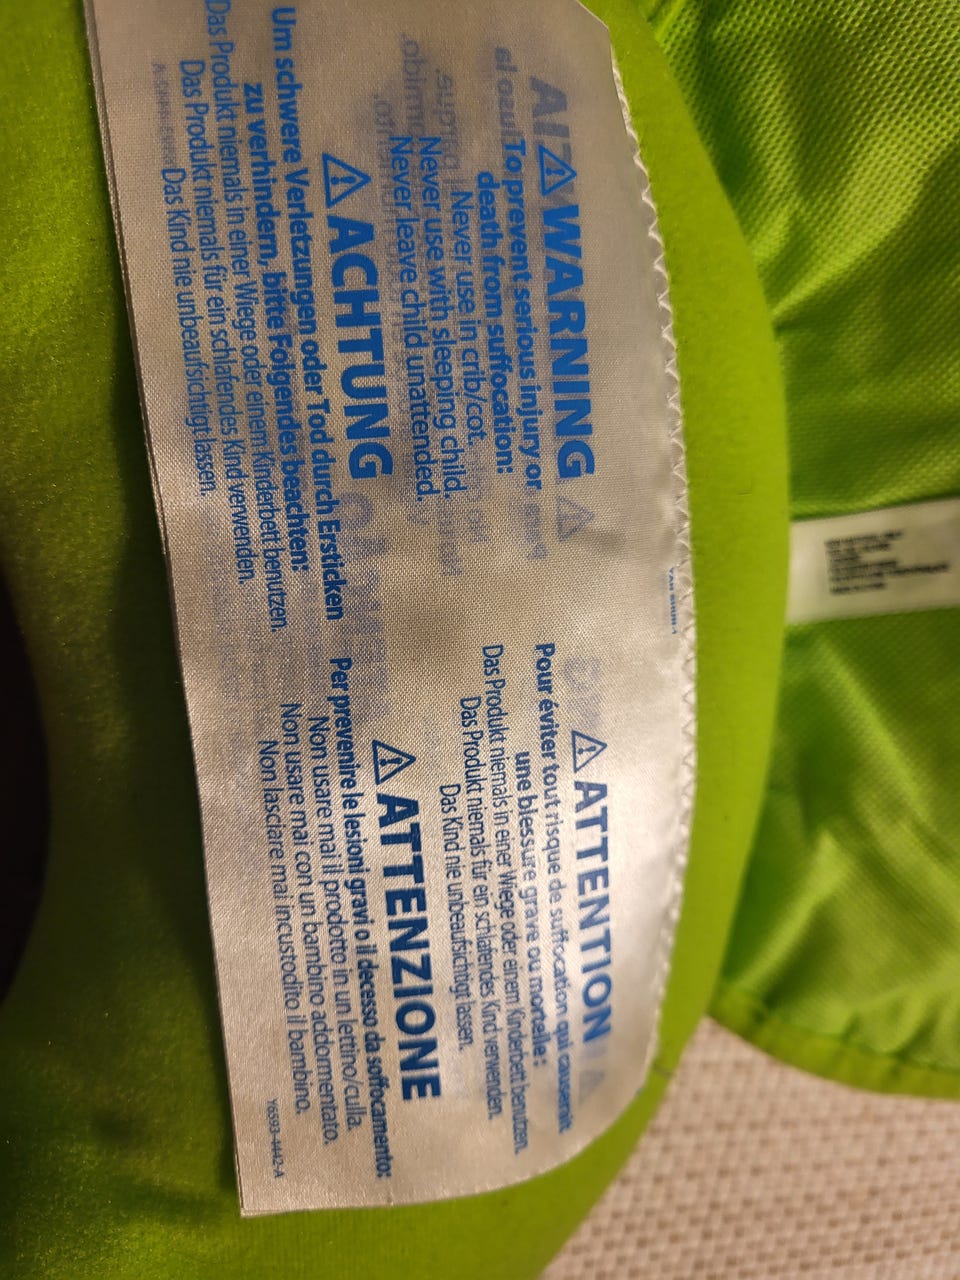 ⚠WARNING
To prevent serious injury or
death from suffocation:
Never use in crib/cot.
Never use with sleeping child.
Never leave child unattended.
⚠ATTENTION
Pour éviter tout risque de suffocation qui causerait
une blessure grave ou mortelle:
Das Produkt niemals in einer Wiege oder einem Kinderbett benutzen.
Das Produkt niemals für ein schlafendes Kind verwenden.
Das Kind nie unbeaufsichtigt lassen.
⚠ACHTUNG
Um schwere Verletzungen oder Tod durch Ersticken
zu verhindern, bitte Folgendes beachten:
Das Produkt niemals in einer Wiege oder einem Kinderbett benutzen.
Das Produkt niemals für ein schlafendes Kind verwenden.
Das Kind nie unbeaufsichtigt lassen.
⚠ATTENZIONE
Per prevenire le lesioni gravi o il decesso da soffocamento:
Non usare mai il prodotto in un lettino/culla.
Non usare mai con un bambino addormentato.
Non lasciare mai incustodito il bambino.
Y6593-4442-A